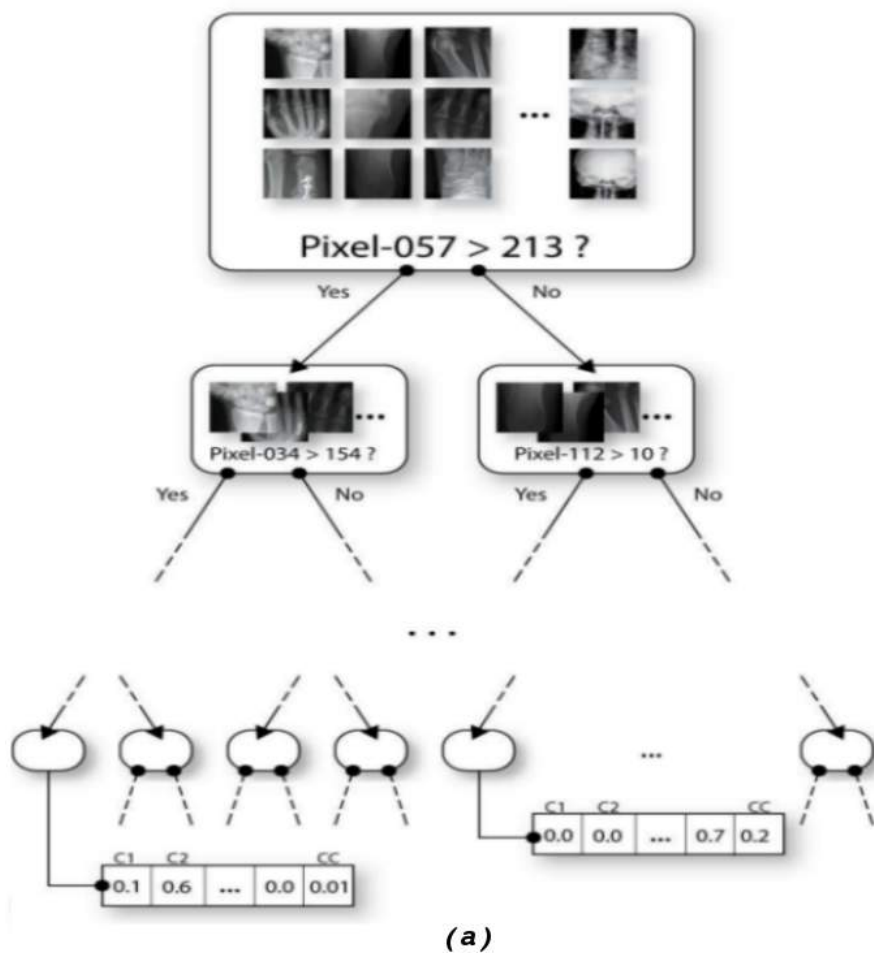 ...
Pixel-057 > 213 ?
Yes No
... ...
Pixel-034 > 154 ? Pixel-112 > 10 ?
Yes No Yes No
...
...
C1 C2 CC
0.0 0.0 ... 0.7 0.2
C1 C2 CC
0.1 0.6 ... 0.0 0.01
(a)